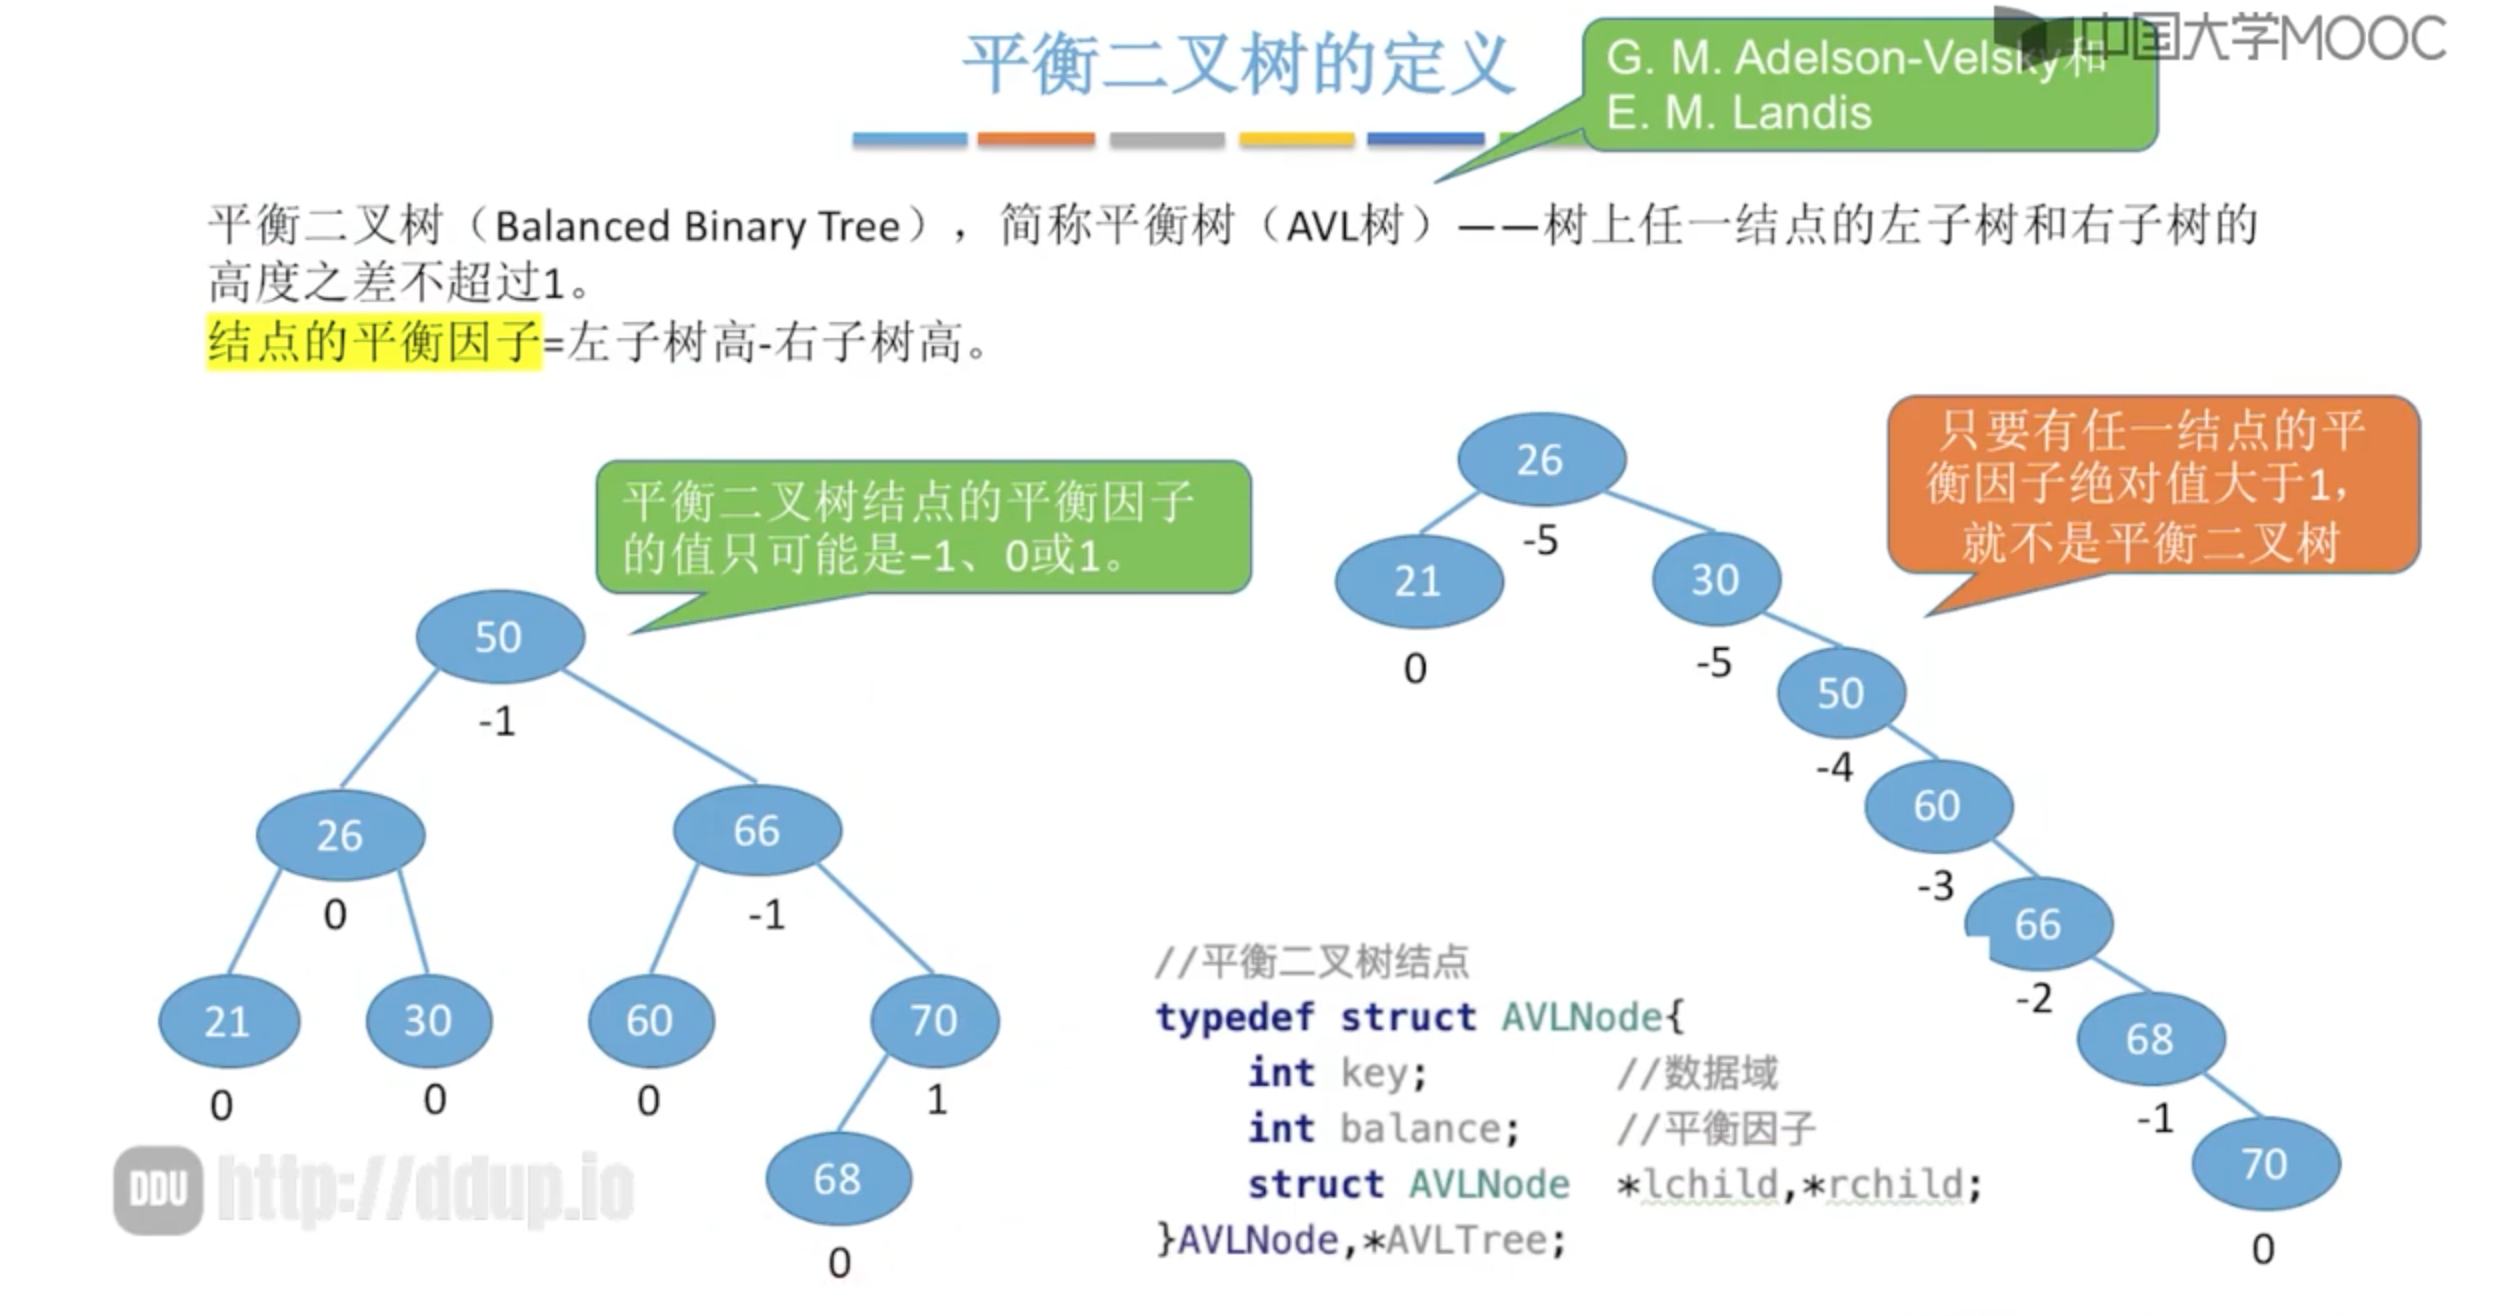 平衡二叉树的定义
中国大学MOOC
G. M. Adelson-Velsky和
E. M. Landis
平衡二叉树（Balanced Binary Tree），简称平衡树（AVL树）——树上任一结点的左子树和右子树的
高度之差不超过1。
结点的平衡因子=左子树高-右子树高。
平衡二叉树结点的平衡因子
的值只可能是−1、0或1。
50
-1
26
0
66
-1
21
0
30
0
60
0
70
1
68
0
只要有任一结点的平
衡因子绝对值大于1，
就不是平衡二叉树
26
-5
21
0
30
-5
50
-4
60
-3
66
-2
68
-1
70
0
//平衡二叉树结点
typedef struct AVLNode{
int key; //数据域
int balance; //平衡因子
struct AVLNode *lchild,*rchild;
}AVLNode,*AVLTree;
DDU http://ddup.io